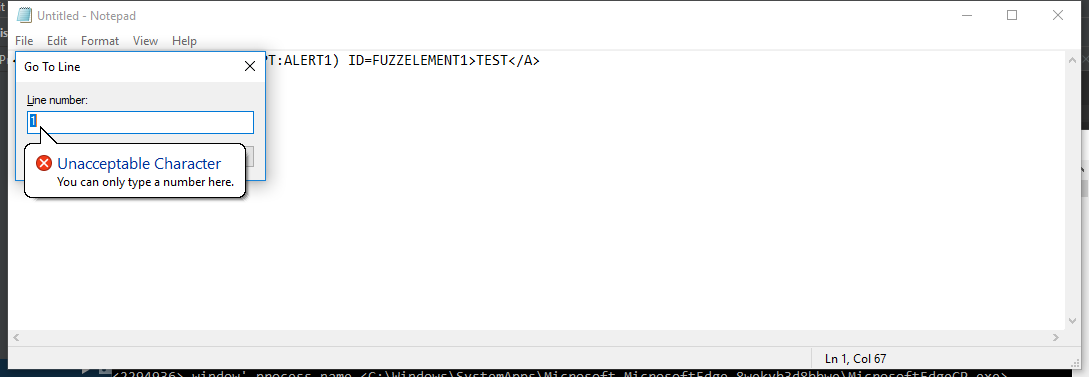 Untitled - Notepad
File Edit Format View Help
PT:ALERT1) ID=FUZZELEMENT1>TEST</A>
Go To Line
Line number:
1
Unacceptable Character
You can only type a number here.
Ln 1, Col 67
<2294936> window' process name <C:\Windows\SystemApps\Microsoft.MicrosoftEdge_8wekyb3d8bbwe\MicrosoftEdgeCP.exe>